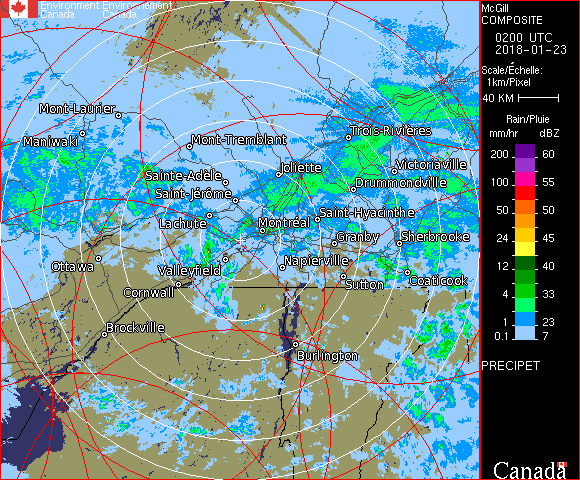 Environment Environnement
Canada Canada
McGill
COMPOSITE
0200 UTC
2018-01-23
Scale/Échelle:
1km/Pixel
40 KM
Rain/Pluie
mm/hr dBZ
200 60
100 55
50 50
50 50
24 45
12 40
4 33
1 23
0.1 7
PRECIPET
Canada
Mont-Laurier
Maniwaki
Mont-Tremblant
Trois-Rivières
Sainte-Adèle
Joliette
Victoriaville
Saint-Jérôme
Drummondville
Lachute
Montréal
Saint-Hyacinthe
Granby
Sherbrooke
Ottawa
Valleyfield
Napierville
Cornwall
Sutton
Coaticook
Brockville
Burlington